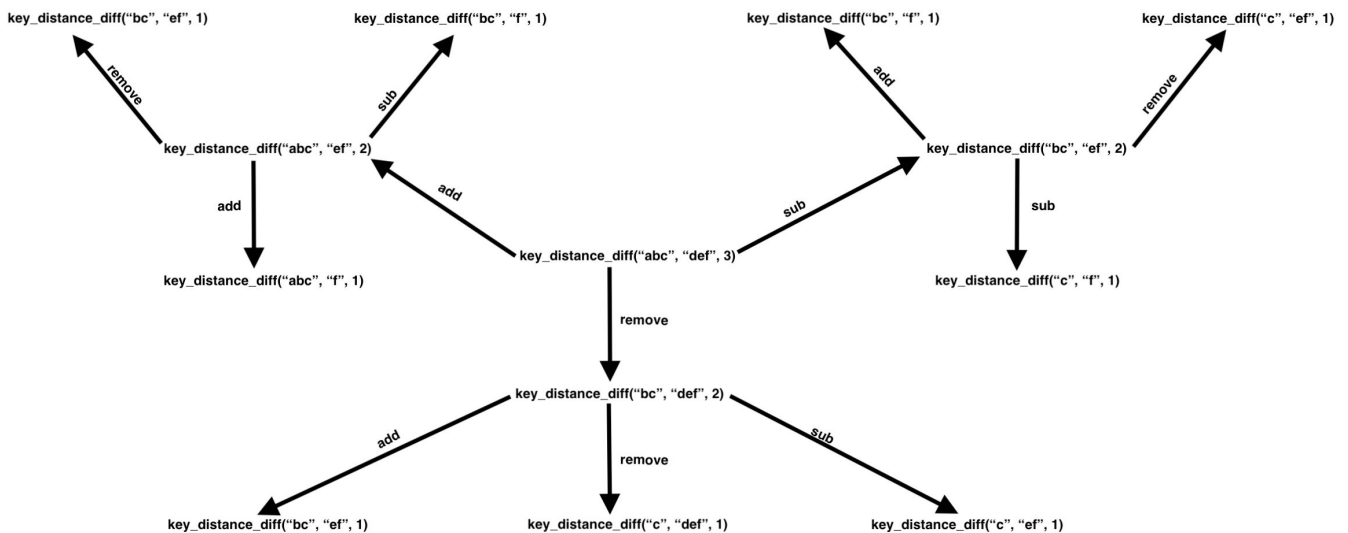 key_distance_diff(“bc”, “ef”, 1)
key_distance_diff(“bc”, “f”, 1)
key_distance_diff(“bc”, “f”, 1)
key_distance_diff(“c”, “ef”, 1)
remove
sub
add
remove
key_distance_diff(“abc”, “ef”, 2)
key_distance_diff(“bc”, “ef”, 2)
add
add
sub
sub
key_distance_diff(“abc”, “def”, 3)
key_distance_diff(“abc”, “f”, 1)
key_distance_diff(“c”, “f”, 1)
remove
key_distance_diff(“bc”, “def”, 2)
add
remove
sub
key_distance_diff(“bc”, “ef”, 1)
key_distance_diff(“c”, “def”, 1)
key_distance_diff(“c”, “ef”, 1)